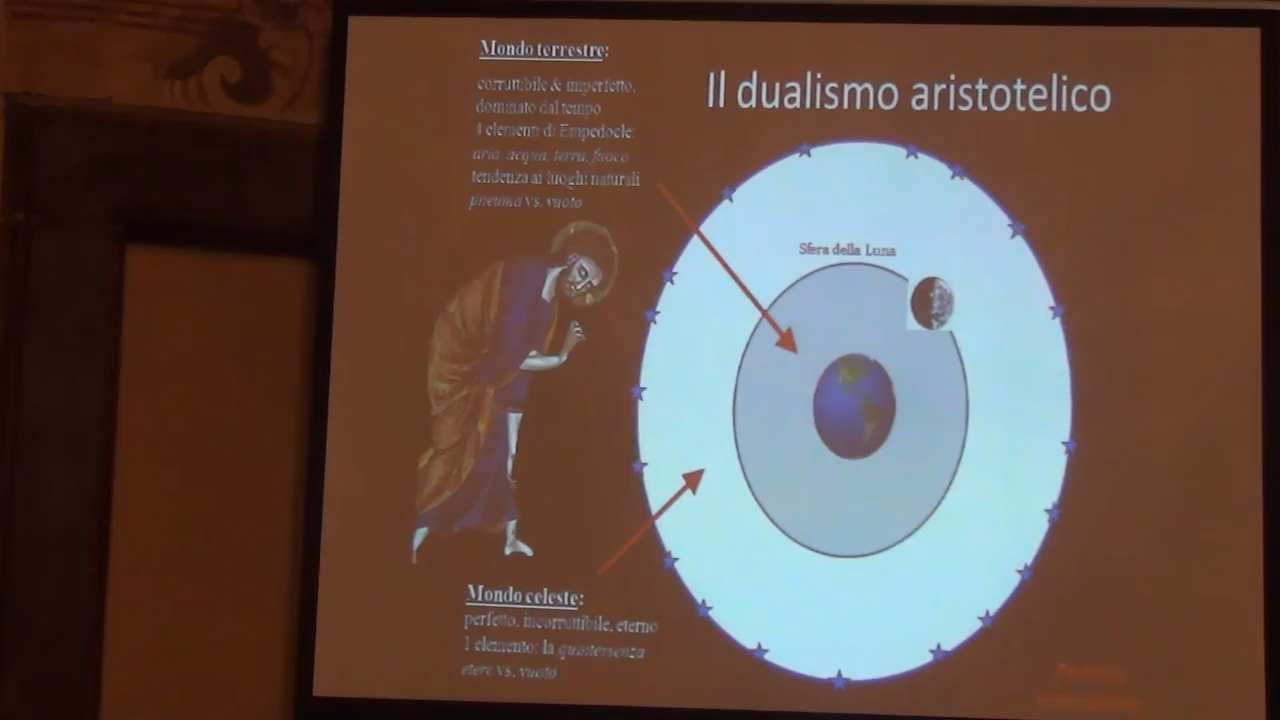 Mondo terrestre:
corruttibile & imperfetto,
dominato dal tempo
4 elementi di Empedocle:
aria, acqua, terra, fuoco
tendenza ai luoghi naturali
pneuma vs. vuoto
Il dualismo aristotelico
Sfera della Luna
Mondo celeste:
perfetto, incorruttibile, eterno
1 elemento: la quintessenza
etere vs. vuoto